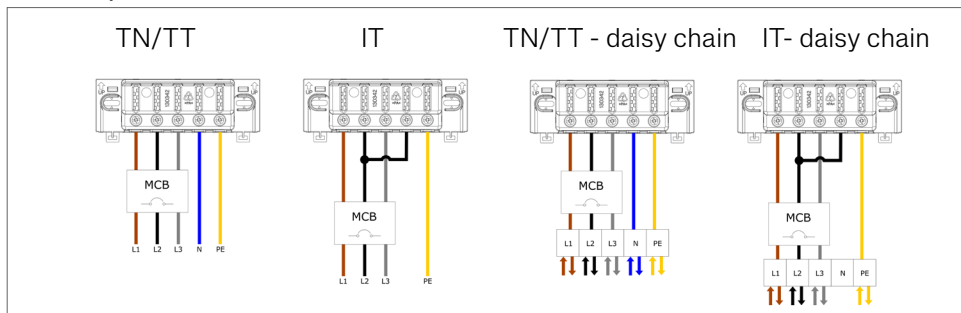 TN/TT
IT
TN/TT - daisy chain
IT- daisy chain
MCB
L1 L2 L3 N PE
MCB
L1 L2 L3 PE
MCB
L1 L2 L3 N PE
MCB
L1 L2 L3 N PE